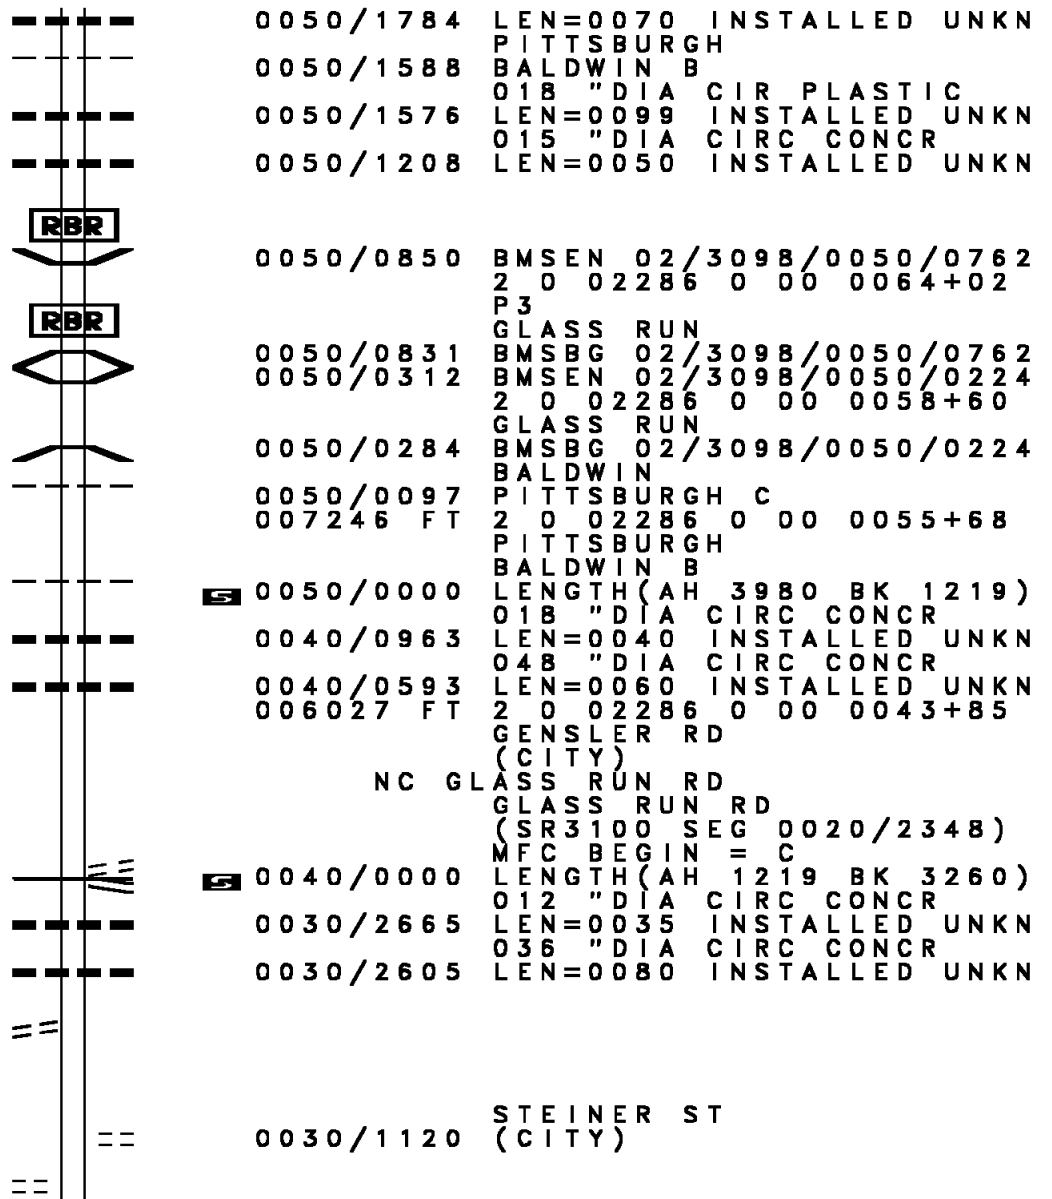 0050/1784 LEN=0070 INSTALLED UNKN
PITTSBURGH
0050/1588 BALDWIN B
018 "DIA CIR PLASTIC
0050/1576 LEN=0099 INSTALLED UNKN
015 "DIA CIRC CONCR
0050/1208 LEN=0050 INSTALLED UNKN
RBR
0050/0850 BMSEN 02/3098/0050/0762
2 0 02286 0 00 0064+02
P3
RBR
GLASS RUN
0050/0831 BMSBG 02/3098/0050/0762
0050/0312 BMSEN 02/3098/0050/0224
2 0 02286 0 00 0058+60
GLASS RUN
0050/0284 BMSBG 02/3098/0050/0224
BALDWIN
0050/0097 PITTSBURGH C
007246 FT 2 0 02286 0 00 0055+68
PITTSBURGH
BALDWIN B
S 0050/0000 LENGTH(AH 3980 BK 1219)
018 "DIA CIRC CONCR
0040/0963 LEN=0040 INSTALLED UNKN
048 "DIA CIRC CONCR
0040/0593 LEN=0060 INSTALLED UNKN
006027 FT 2 0 02286 0 00 0043+85
GENSLER RD
(CITY)
NC GLASS RUN RD
GLASS RUN RD
(SR3100 SEG 0020/2348)
MFC BEGIN = C
S 0040/0000 LENGTH(AH 1219 BK 3260)
012 "DIA CIRC CONCR
0030/2665 LEN=0035 INSTALLED UNKN
036 "DIA CIRC CONCR
0030/2605 LEN=0080 INSTALLED UNKN
STEINER ST
0030/1120 (CITY)